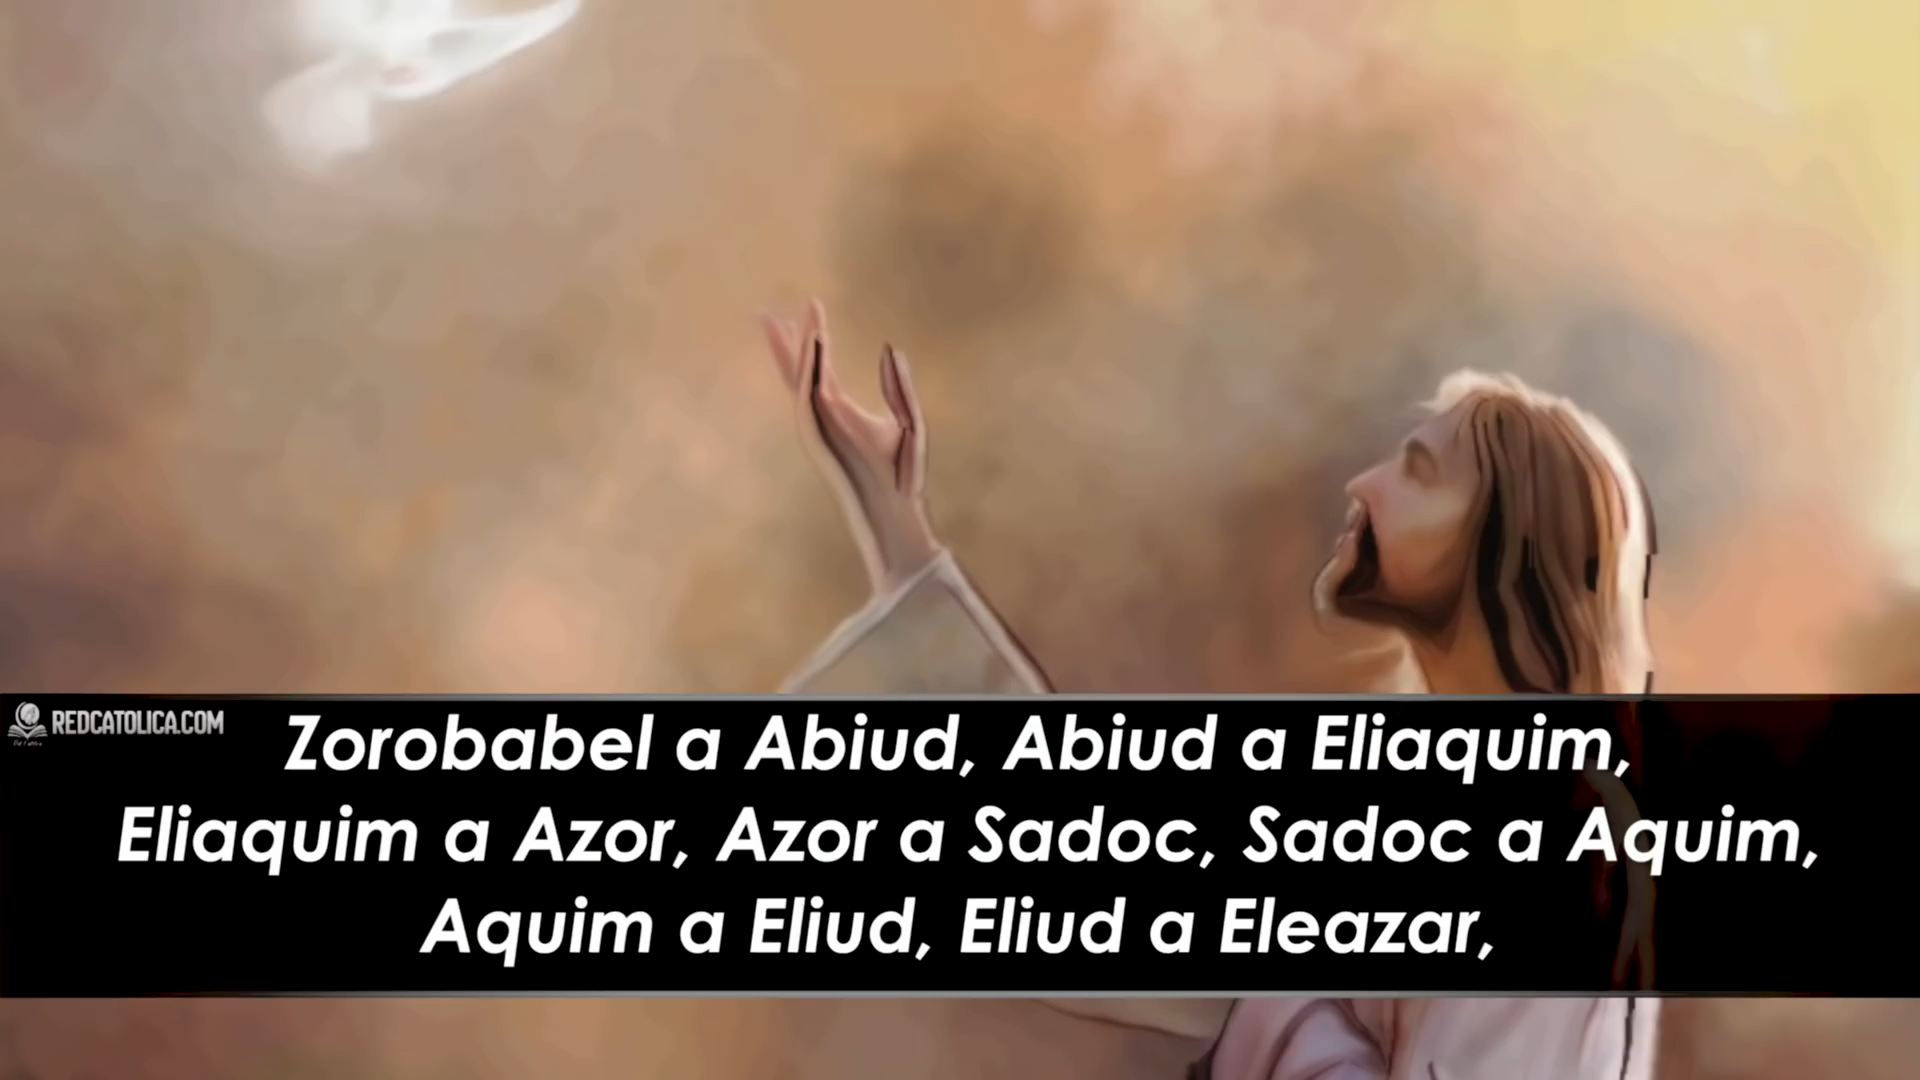 REDCATOLICA.COM
Zorobabel a Abiud, Abiud a Eliaquim,
Eliaquim a Azor, Azor a Sadoc, Sadoc a Aquim,
Aquim a Eliud, Eliud a Eleazar,